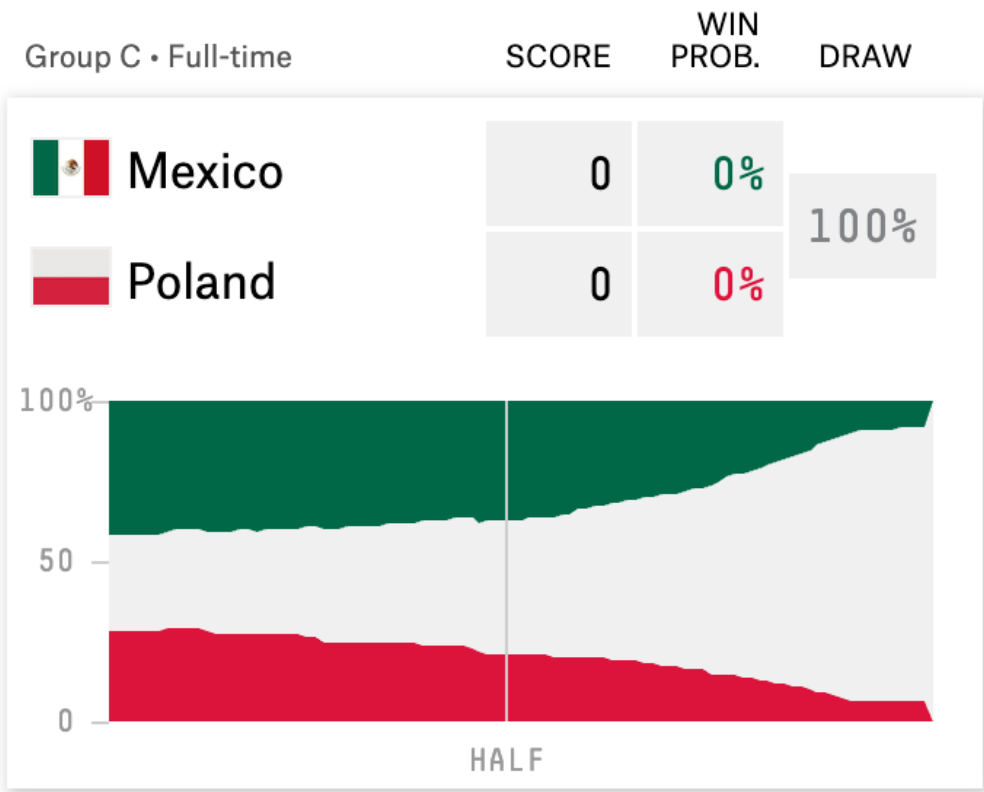 Group C • Full-time SCORE WIN PROB. DRAW
Mexico 0 0%
100%
Poland 0 0%
100%
50
0
HALF